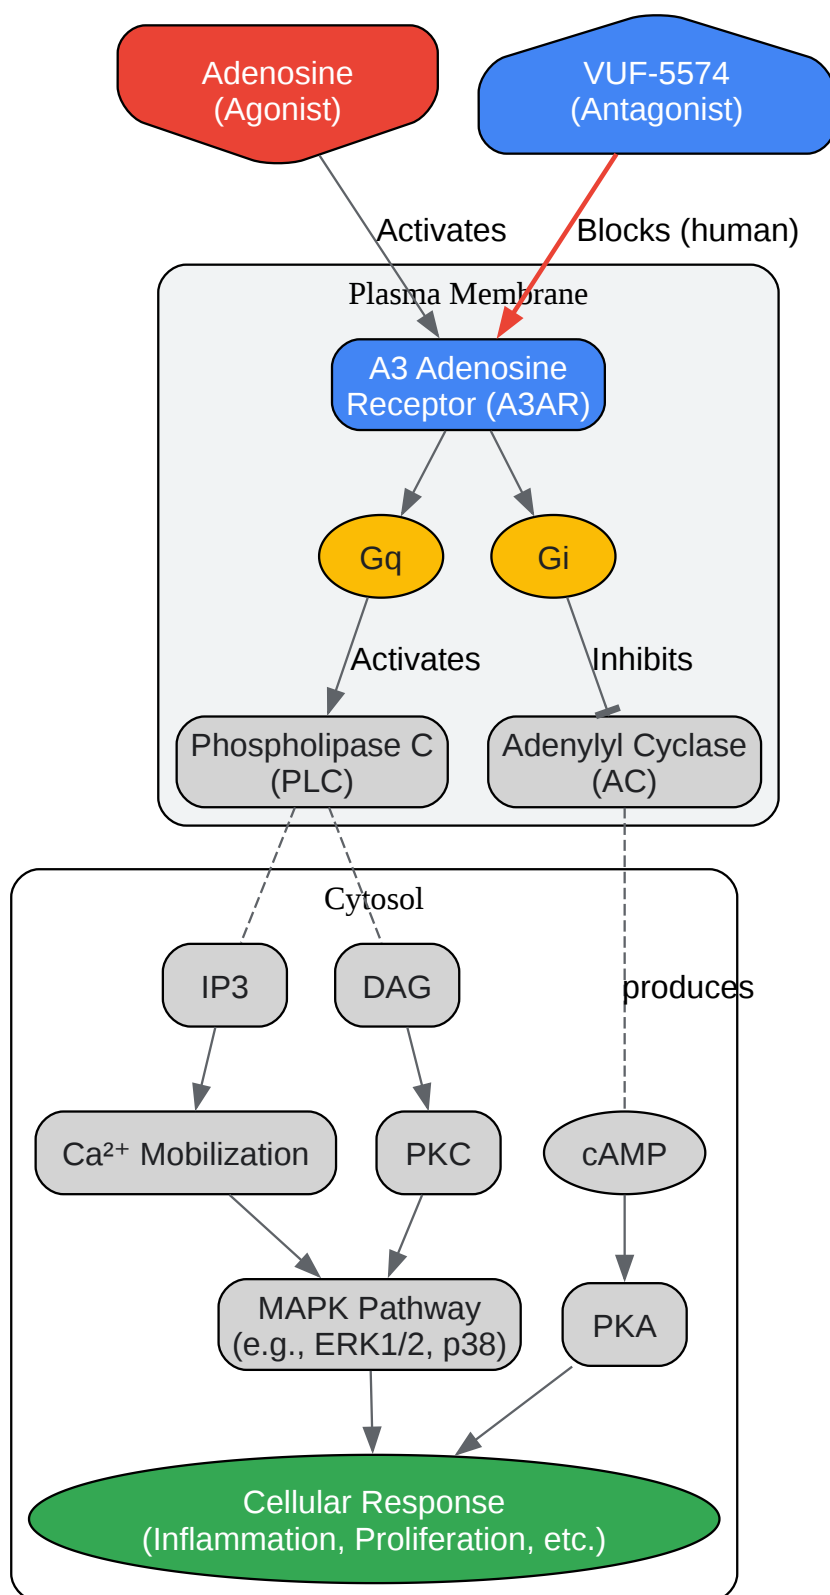 Adenosine
(Agonist)
VUF-5574
(Antagonist)
Activates
Blocks (human)
Plasma Membrane
A3 Adenosine
Receptor (A3AR)
Gq
Gi
Activates
Inhibits
Phospholipase C
(PLC)
Adenylyl Cyclase
(AC)
Cytosol
IP3
DAG
produces
Ca²⁺ Mobilization
PKC
cAMP
MAPK Pathway
(e.g., ERK1/2, p38)
PKA
Cellular Response
(Inflammation, Proliferation, etc.)